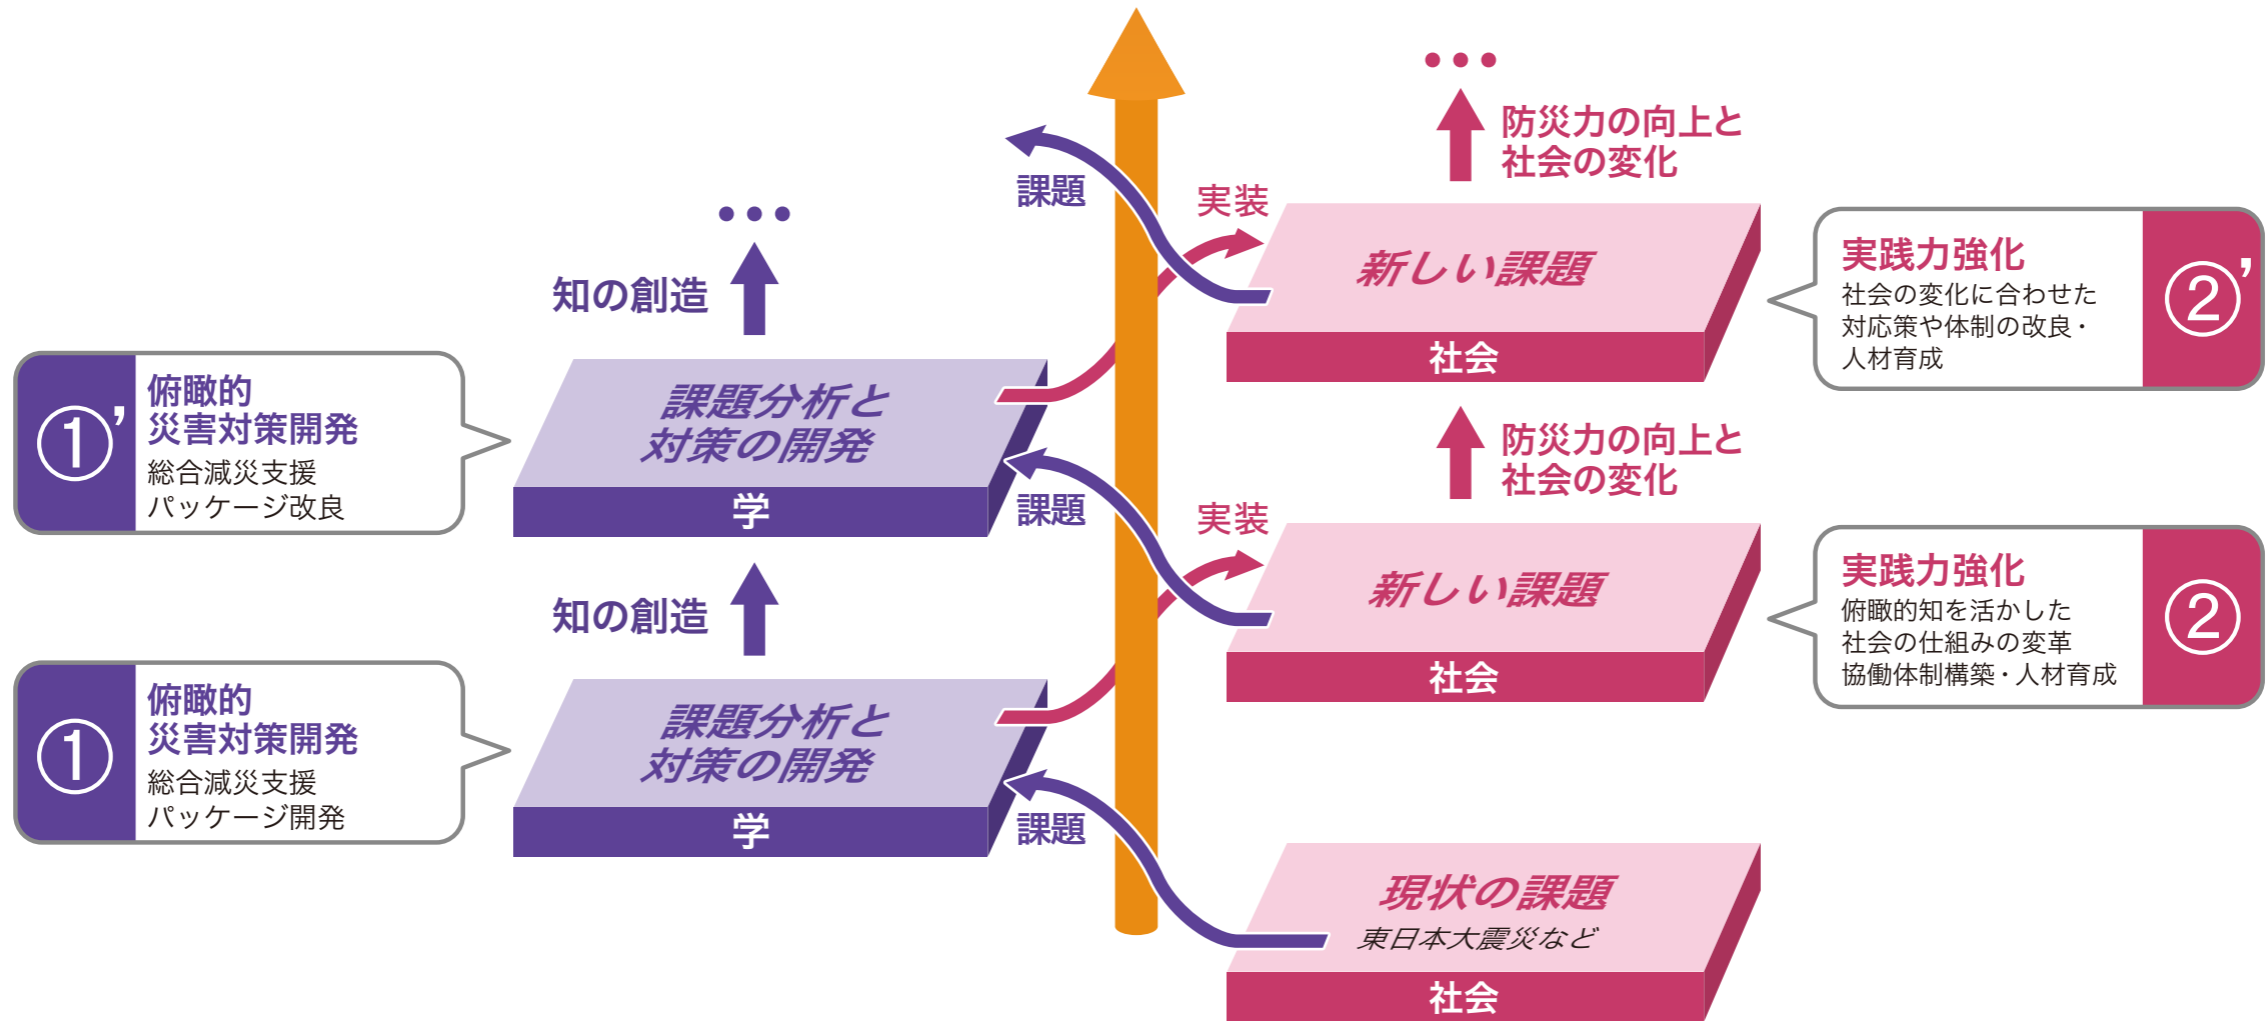 •••
防災力の向上と
社会の変化
課題
実装
•••
知の創造
新しい課題
社会
②’
実践力強化
社会の変化に合わせた
対応策や体制の改良・
人材育成
①’
俯瞰的
災害対策開発
総合減災支援
パッケージ改良
課題分析と
対策の開発
学
防災力の向上と
社会の変化
課題
実装
知の創造
新しい課題
社会
②
実践力強化
俯瞰的知を活かした
社会の仕組みの変革
協働体制構築・人材育成
①
俯瞰的
災害対策開発
総合減災支援
パッケージ開発
課題分析と
対策の開発
学
課題
現状の課題
東日本大震災など
社会